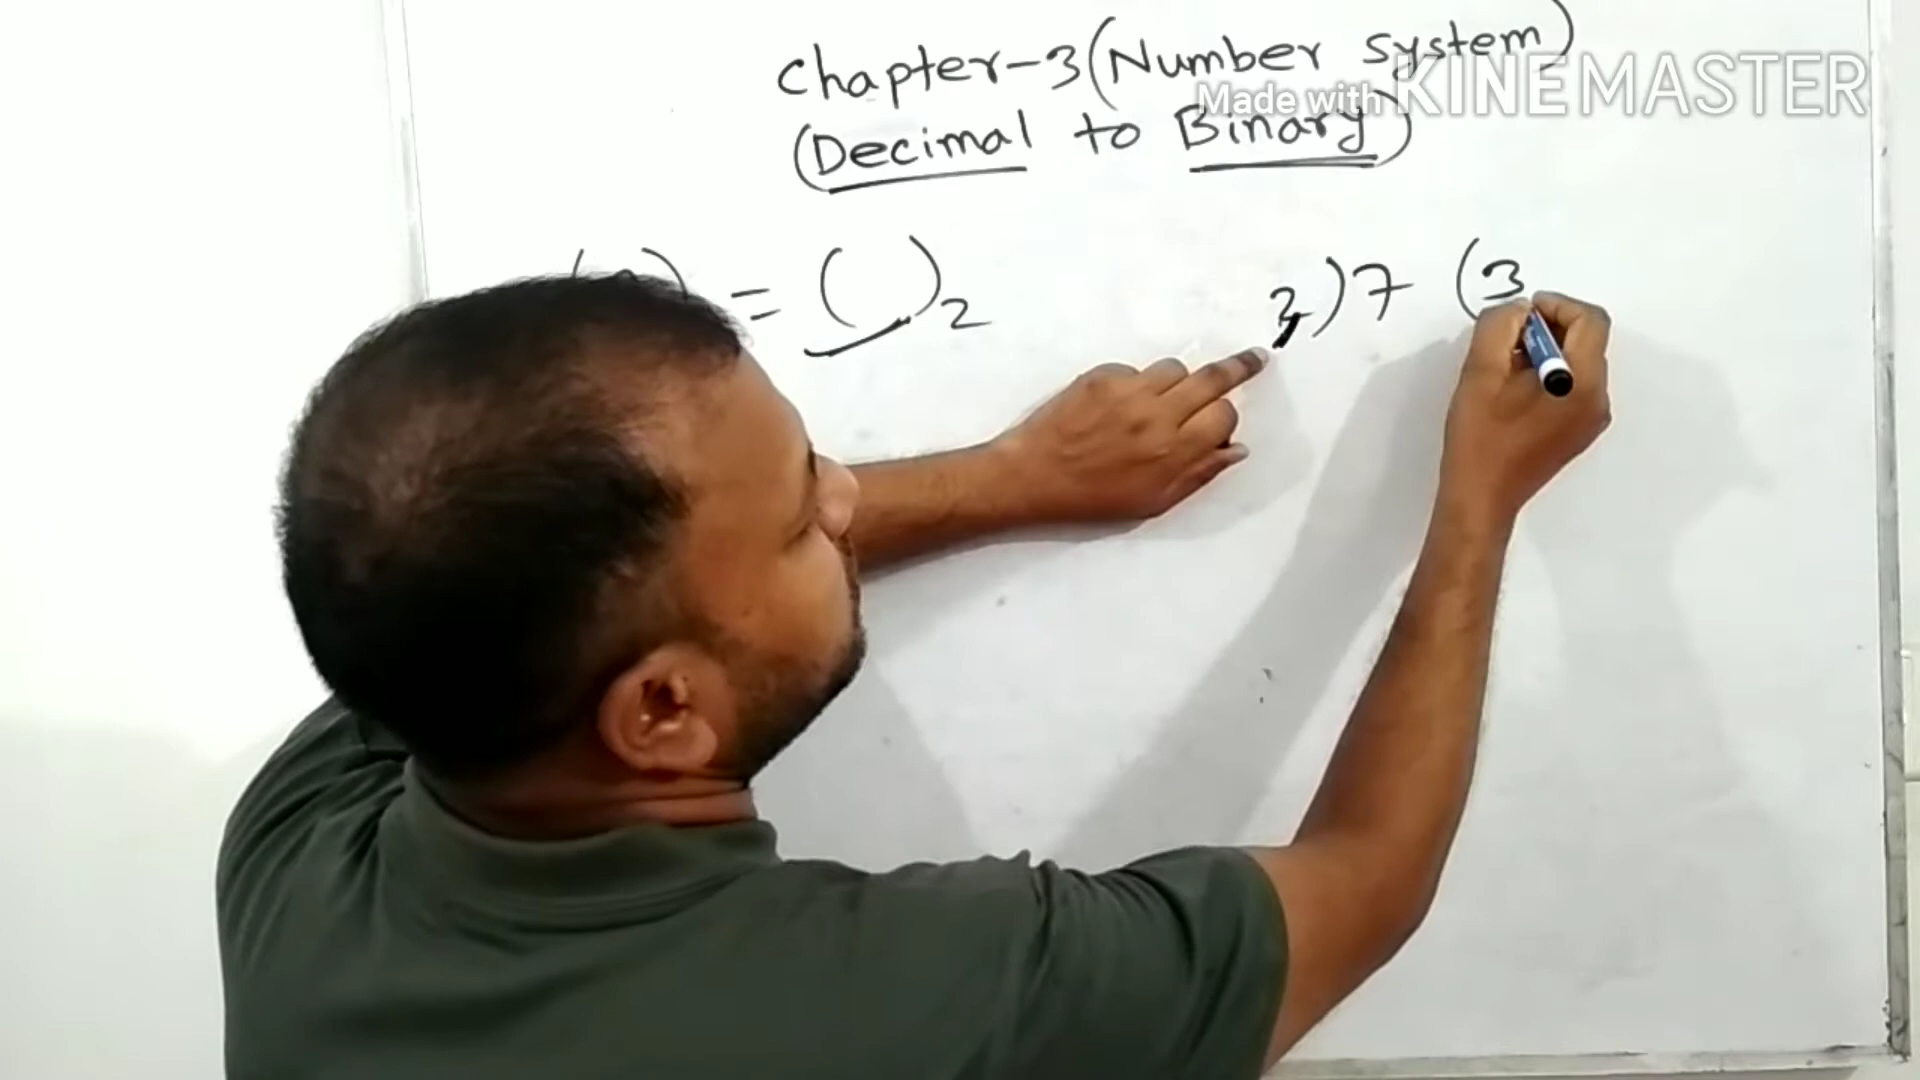 Chapter-3 (Number System)
Made with KINEMASTER
(Decimal to Binary)
( ) = ( )2
2)7 (3